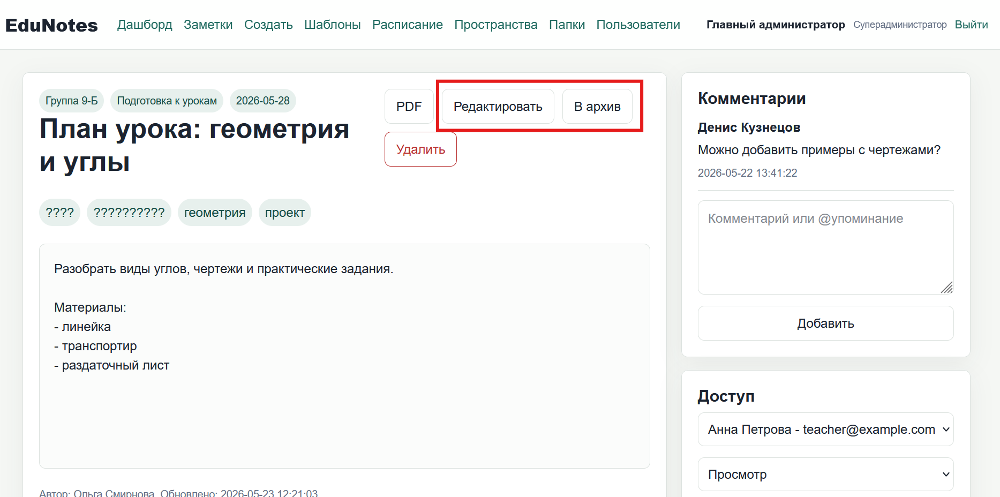 EduNotes Дашборд Заметки Создать Шаблоны Расписание Пространства Папки Пользователи Главный администратор Суперадминистратор Выйти
Группа 9-Б Подготовка к урокам 2026-05-28
План урока: геометрия
и углы
PDF Редактировать В архив
Удалить
???? ?????????? геометрия проект
Разобрать виды углов, чертежи и практические задания.
Материалы:
- линейка
- транспортир
- раздаточный лист
Автор: Ольга Смирнова. Обновлено: 2026-05-23 12:21:03
Комментарии
Денис Кузнецов
Можно добавить примеры с чертежами?
2026-05-22 13:41:22
Комментарий или @упоминание
Добавить
Доступ
Анна Петрова - teacher@example.com
Просмотр